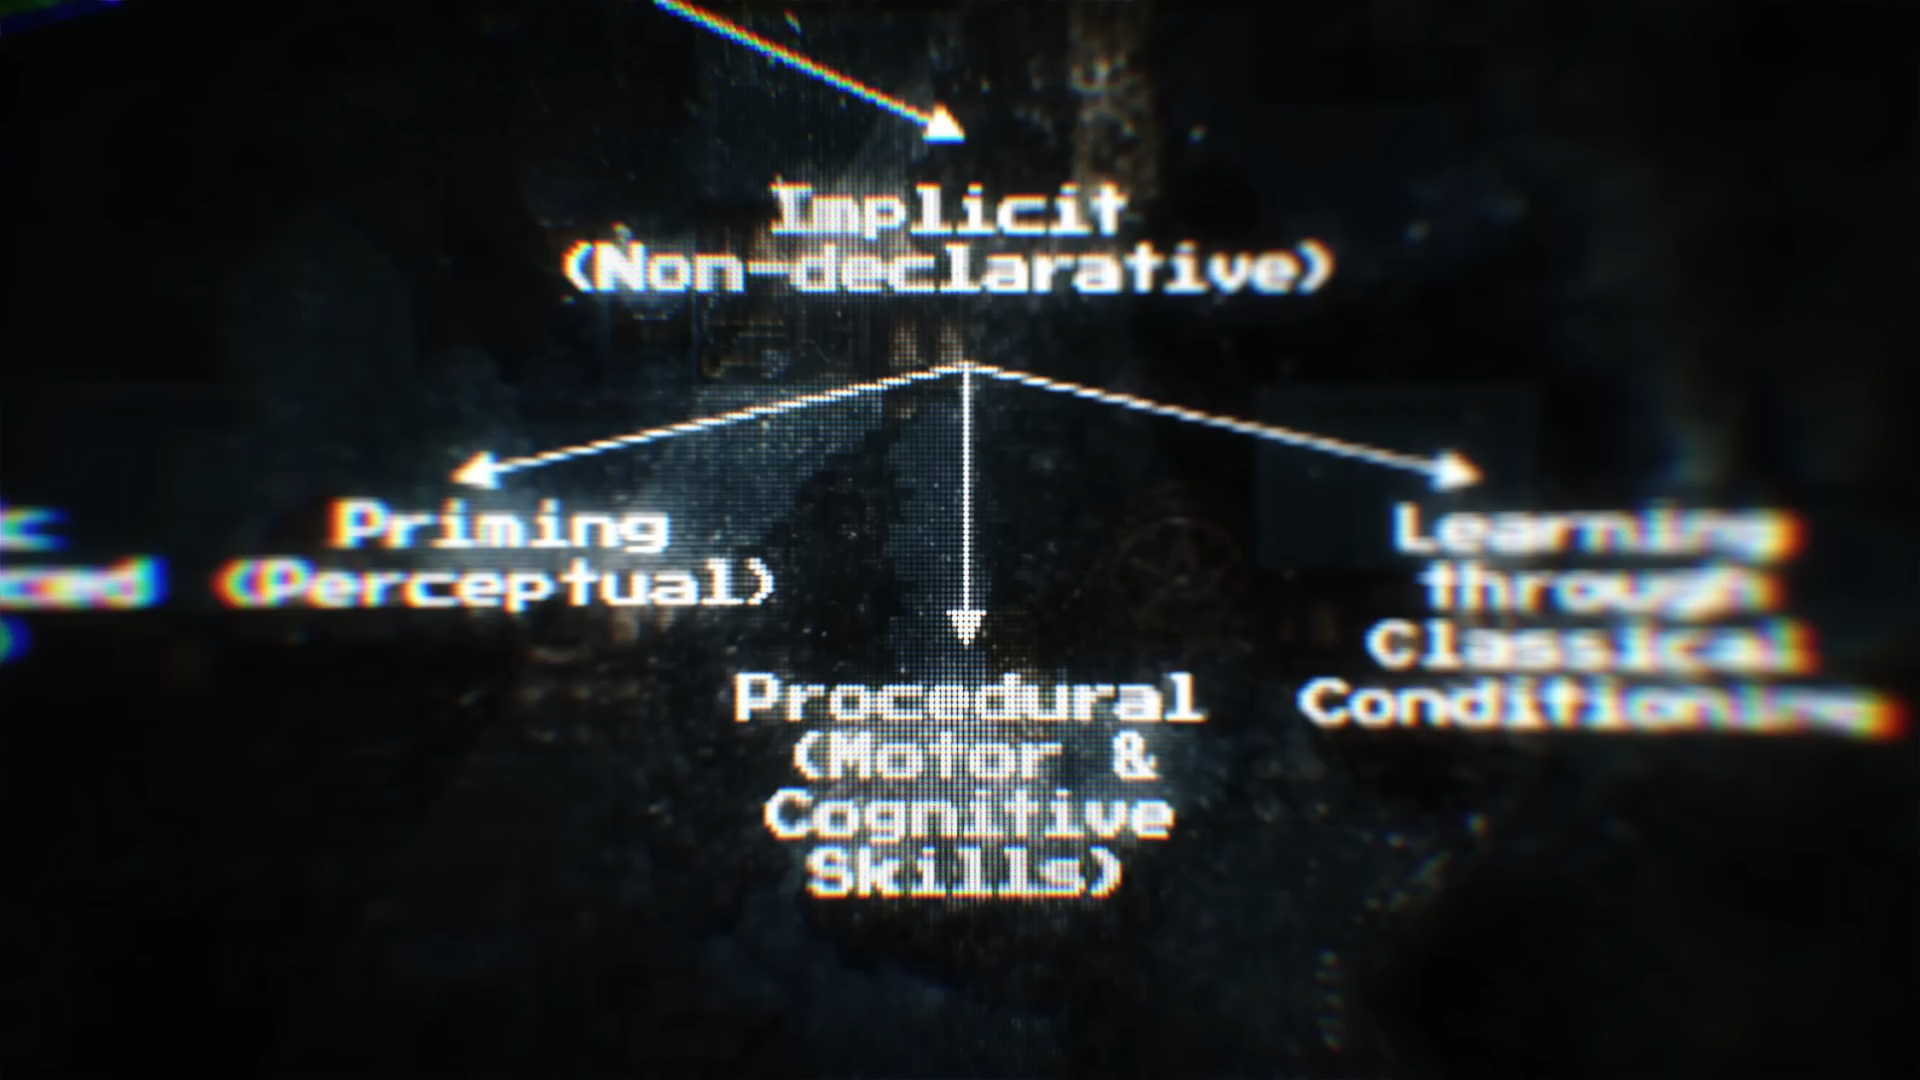 Implicit
(Non-declarative)
Priming
(Perceptual)
Procedural
(Motor &
Cognitive
Skills)
Learning
through
Classical
Conditioning